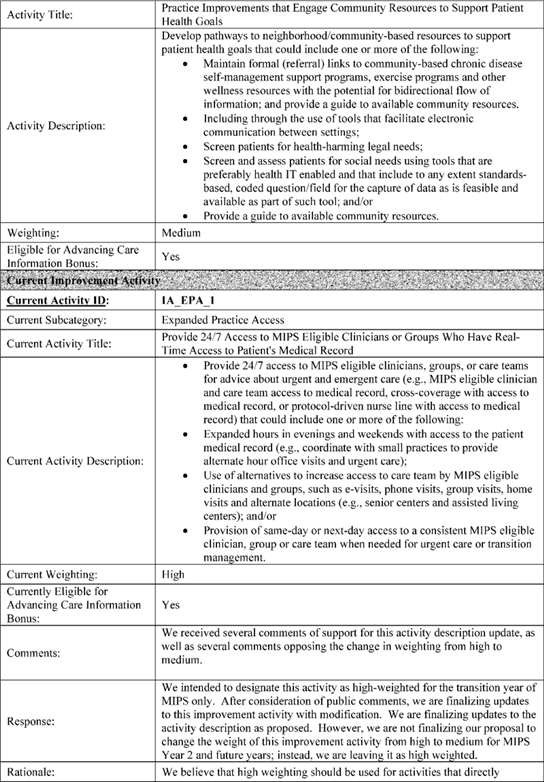 Activity Title:
Practice Improvements that Engage Community Resources to Support Patient
Health Goals
Activity Description:
Develop pathways to neighborhood/community-based resources to support
patient health goals that could include one or more of the following:
• Maintain formal (referral) links to community-based chronic disease
self-management support programs, exercise programs and other
wellness resources with the potential for bidirectional flow of
information; and provide a guide to available community resources.
• Including through the use of tools that facilitate electronic
communication between settings;
• Screen patients for health-harming legal needs;
• Screen and assess patients for social needs using tools that are
preferably health IT enabled and that include to any extent standards-
based, coded question/field for the capture of data as is feasible and
available as part of such tool; and/or
• Provide a guide to available community resources.
Weighting:
Medium
Eligible for Advancing Care
Information Bonus:
Yes
Current Improvement Activity
Current Activity ID:
IA_EPA_1
Current Subcategory:
Expanded Practice Access
Current Activity Title:
Provide 24/7 Access to MIPS Eligible Clinicians or Groups Who Have Real-
Time Access to Patient's Medical Record
Current Activity Description:
• Provide 24/7 access to MIPS eligible clinicians, groups, or care teams
for advice about urgent and emergent care (e.g., MIPS eligible clinician
and care team access to medical record, cross-coverage with access to
medical record, or protocol-driven nurse line with access to medical
record) that could include one or more of the following:
• Expanded hours in evenings and weekends with access to the patient
medical record (e.g., coordinate with small practices to provide
alternate hour office visits and urgent care);
• Use of alternatives to increase access to care team by MIPS eligible
clinicians and groups, such as e-visits, phone visits, group visits, home
visits and alternate locations (e.g., senior centers and assisted living
centers); and/or
• Provision of same-day or next-day access to a consistent MIPS eligible
clinician, group or care team when needed for urgent care or transition
management.
Current Weighting:
High
Currently Eligible for
Advancing Care Information
Bonus:
Yes
Comments:
We received several comments of support for this activity description update, as
well as several comments opposing the change in weighting from high to
medium.
Response:
We intended to designate this activity as high-weighted for the transition year of
MIPS only. After consideration of public comments, we are finalizing updates
to this improvement activity with modification. We are finalizing updates to the
activity description as proposed. However, we are not finalizing our proposal to
change the weight of this improvement activity from high to medium for MIPS
Year 2 and future years; instead, we are leaving it as high weighted.
Rationale:
We believe that high weighting should be used for activities that directly